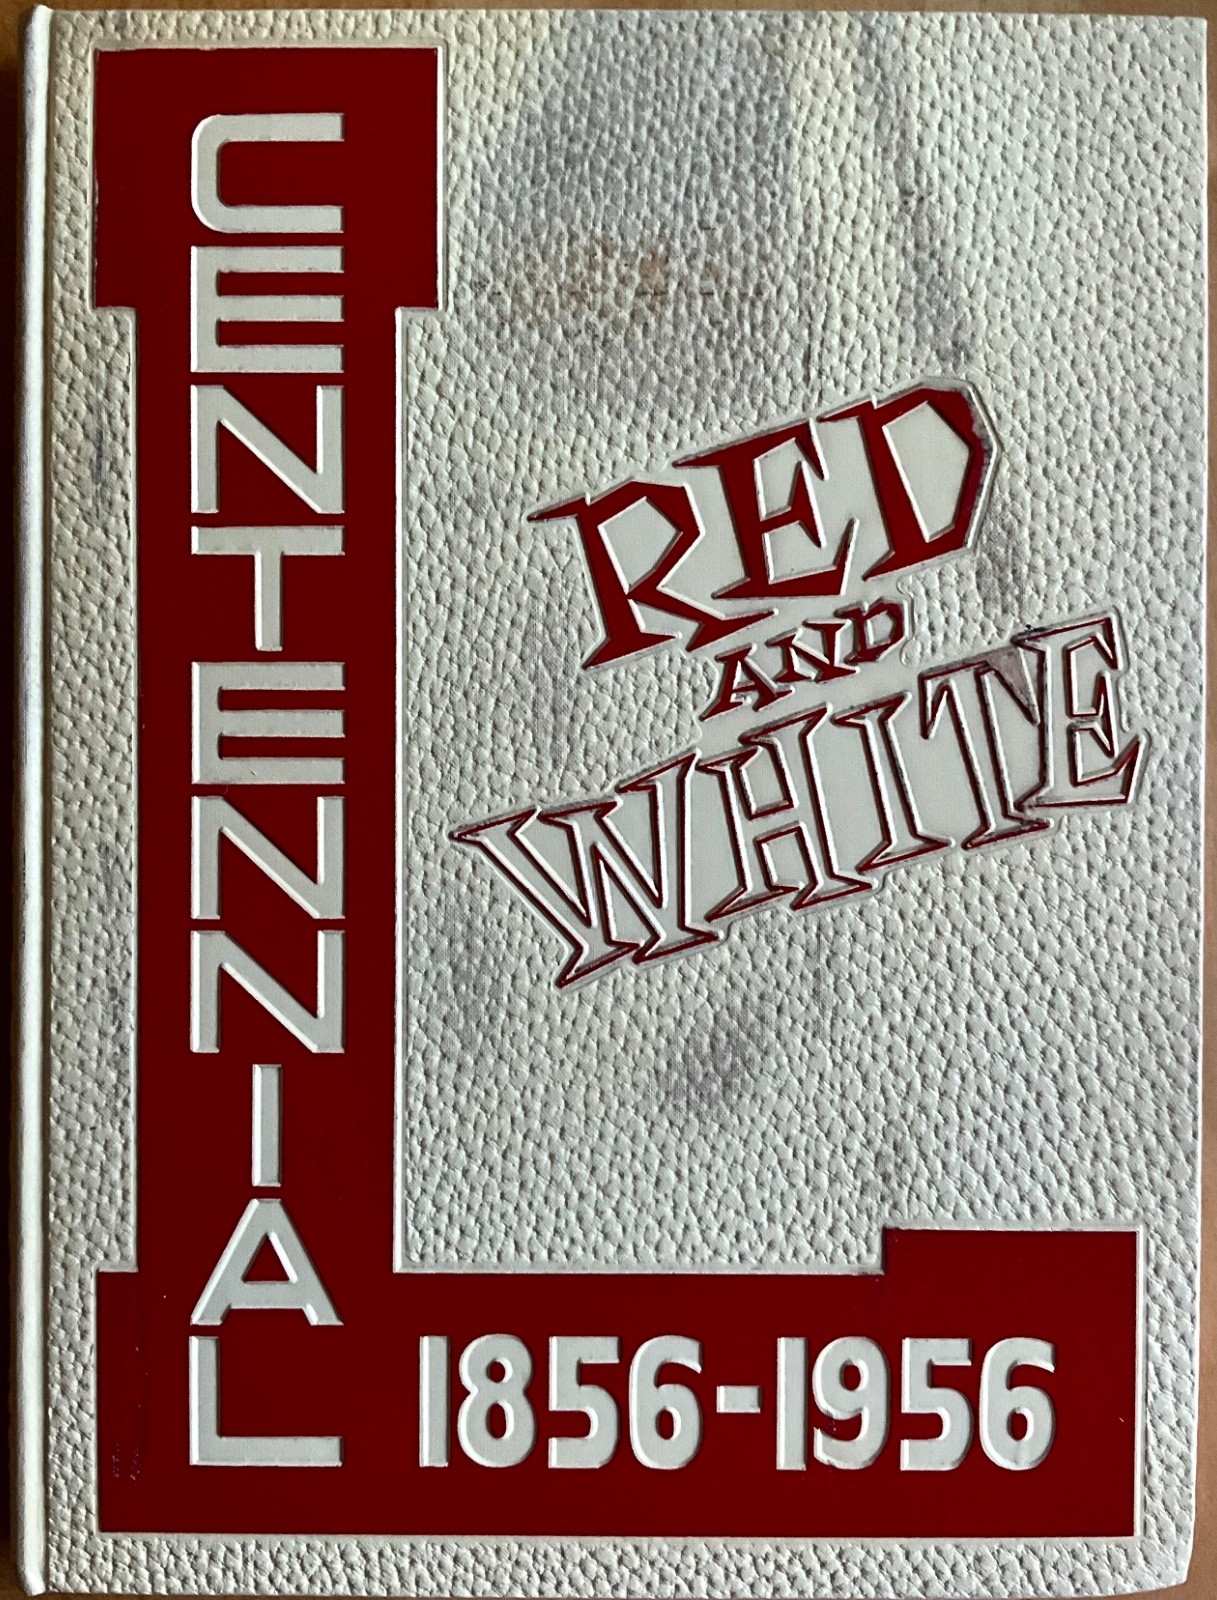 CENTENNIAL
RED
AND
WHITE
1856-1956